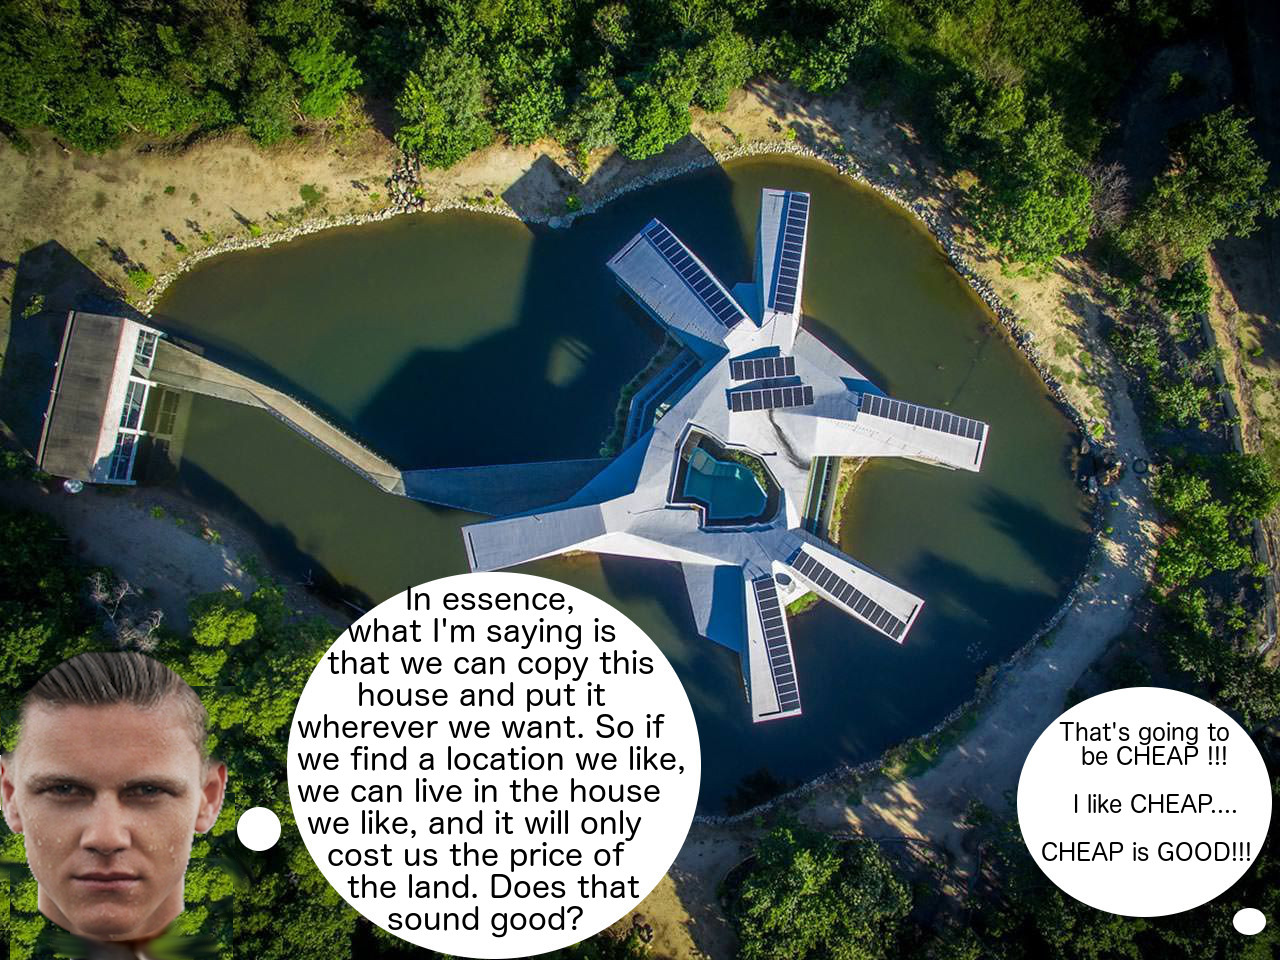 In essence,
what I'm saying is
that we can copy this
house and put it
wherever we want. So if
we find a location we like,
we can live in the house
we like, and it will only
cost us the price of
the land. Does that
sound good?
That's going to
be CHEAP !!!
I like CHEAP....
CHEAP is GOOD!!!